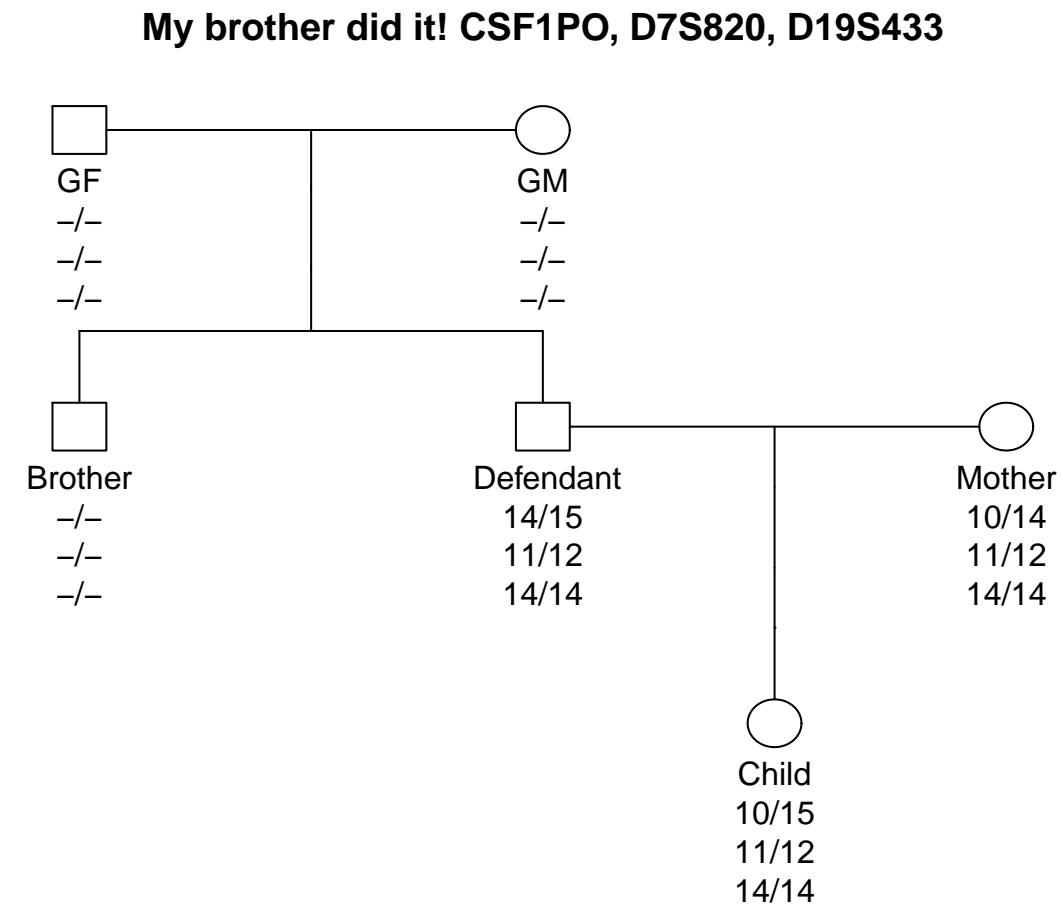 My brother did it! CSF1PO, D7S820, D19S433
GF GM
–/– –/–
–/– –/–
–/– –/–
Brother Defendant Mother
–/– 14/15 10/14
–/– 11/12 11/12
–/– 14/14 14/14
Child
10/15
11/12
14/14